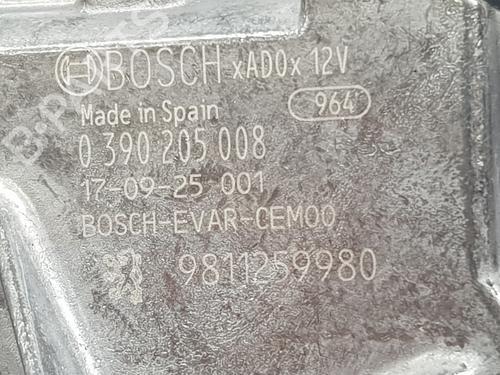 BOSCH xADOx 12V
Made in Spain 964
0 390 205 008
17-09-25 001
BOSCH-EVAR-CEMOO
9811259980